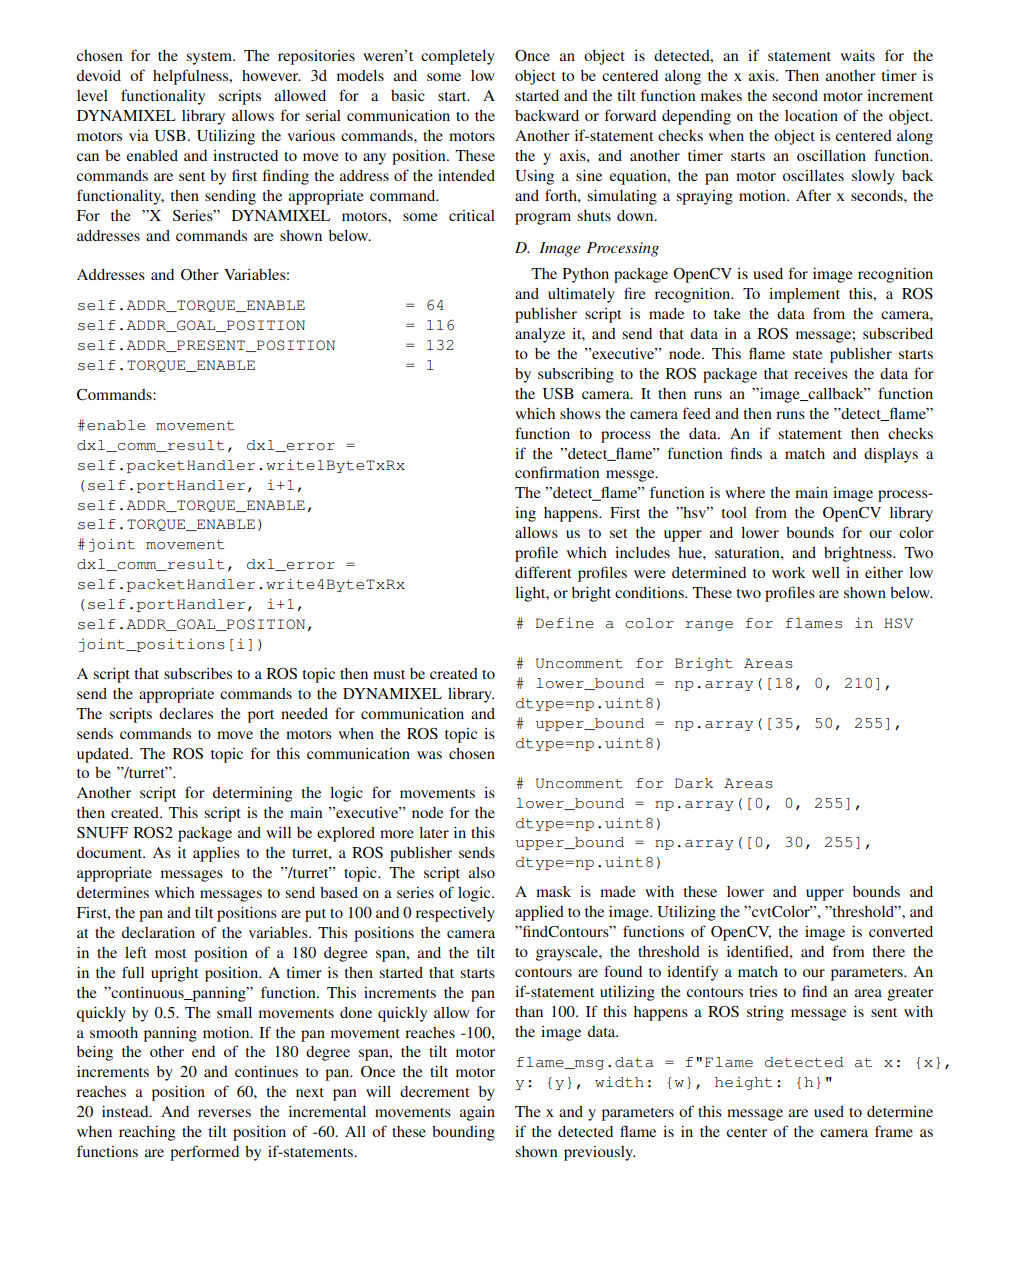 chosen for the system. The repositories weren't completely
devoid of helpfulness, however. 3d models and some low
level functionality scripts allowed for a basic start. A
DYNAMIXEL library allows for serial communication to the
motors via USB. Utilizing the various commands, the motors
can be enabled and instructed to move to any position. These
commands are sent by first finding the address of the intended
functionality, then sending the appropriate command.
For the ”X Series” DYNAMIXEL motors, some critical
addresses and commands are shown below.
Addresses and Other Variables:
self.ADDR_TORQUE_ENABLE = 64
self.ADDR_GOAL_POSITION = 116
self.ADDR_PRESENT_POSITION = 132
self.TORQUE_ENABLE = 1
Commands:
#enable movement
dxl_comm_result, dxl_error =
self.packetHandler.write1ByteTxRx
(self.portHandler, i+1,
self.ADDR_TORQUE_ENABLE,
self.TORQUE_ENABLE)
#joint movement
dxl_comm_result, dxl_error =
self.packetHandler.write4ByteTxRx
(self.portHandler, i+1,
self.ADDR_GOAL_POSITION,
joint_positions[i])
A script that subscribes to a ROS topic then must be created to
send the appropriate commands to the DYNAMIXEL library.
The scripts declares the port needed for communication and
sends commands to move the motors when the ROS topic is
updated. The ROS topic for this communication was chosen
to be ”/turret”.
Another script for determining the logic for movements is
then created. This script is the main ”executive” node for the
SNUFF ROS2 package and will be explored more later in this
document. As it applies to the turret, a ROS publisher sends
appropriate messages to the ”/turret” topic. The script also
determines which messages to send based on a series of logic.
First, the pan and tilt positions are put to 100 and 0 respectively
at the declaration of the variables. This positions the camera
in the left most position of a 180 degree span, and the tilt
in the full upright position. A timer is then started that starts
the ”continuous_panning” function. This increments the pan
quickly by 0.5. The small movements done quickly allow for
a smooth panning motion. If the pan movement reaches -100,
being the other end of the 180 degree span, the tilt motor
increments by 20 and continues to pan. Once the tilt motor
reaches a position of 60, the next pan will decrement by
20 instead. And reverses the incremental movements again
when reaching the tilt position of -60. All of these bounding
functions are performed by if-statements.
Once an object is detected, an if statement waits for the
object to be centered along the x axis. Then another timer is
started and the tilt function makes the second motor increment
backward or forward depending on the location of the object.
Another if-statement checks when the object is centered along
the y axis, and another timer starts an oscillation function.
Using a sine equation, the pan motor oscillates slowly back
and forth, simulating a spraying motion. After x seconds, the
program shuts down.
D. Image Processing
The Python package OpenCV is used for image recognition
and ultimately fire recognition. To implement this, a ROS
publisher script is made to take the data from the camera,
analyze it, and send that data in a ROS message; subscribed
to be the ”executive” node. This flame state publisher starts
by subscribing to the ROS package that receives the data for
the USB camera. It then runs an ”image_callback” function
which shows the camera feed and then runs the ”detect_flame”
function to process the data. An if statement then checks
if the ”detect_flame” function finds a match and displays a
confirmation messge.
The ”detect_flame” function is where the main image process-
ing happens. First the ”hsv” tool from the OpenCV library
allows us to set the upper and lower bounds for our color
profile which includes hue, saturation, and brightness. Two
different profiles were determined to work well in either low
light, or bright conditions. These two profiles are shown below.
# Define a color range for flames in HSV
# Uncomment for Bright Areas
# lower_bound = np.array([18, 0, 210],
dtype=np.uint8)
# upper_bound = np.array([35, 50, 255],
dtype=np.uint8)
# Uncomment for Dark Areas
lower_bound = np.array([0, 0, 255],
dtype=np.uint8)
upper_bound = np.array([0, 30, 255],
dtype=np.uint8)
A mask is made with these lower and upper bounds and
applied to the image. Utilizing the ”cvtColor”, ”threshold”, and
”findContours” functions of OpenCV, the image is converted
to grayscale, the threshold is identified, and from there the
contours are found to identify a match to our parameters. An
if-statement utilizing the contours tries to find an area greater
than 100. If this happens a ROS string message is sent with
the image data.
flame_msg.data = f"Flame detected at x: {x},
y: {y}, width: {w}, height: {h}"
The x and y parameters of this message are used to determine
if the detected flame is in the center of the camera frame as
shown previously.